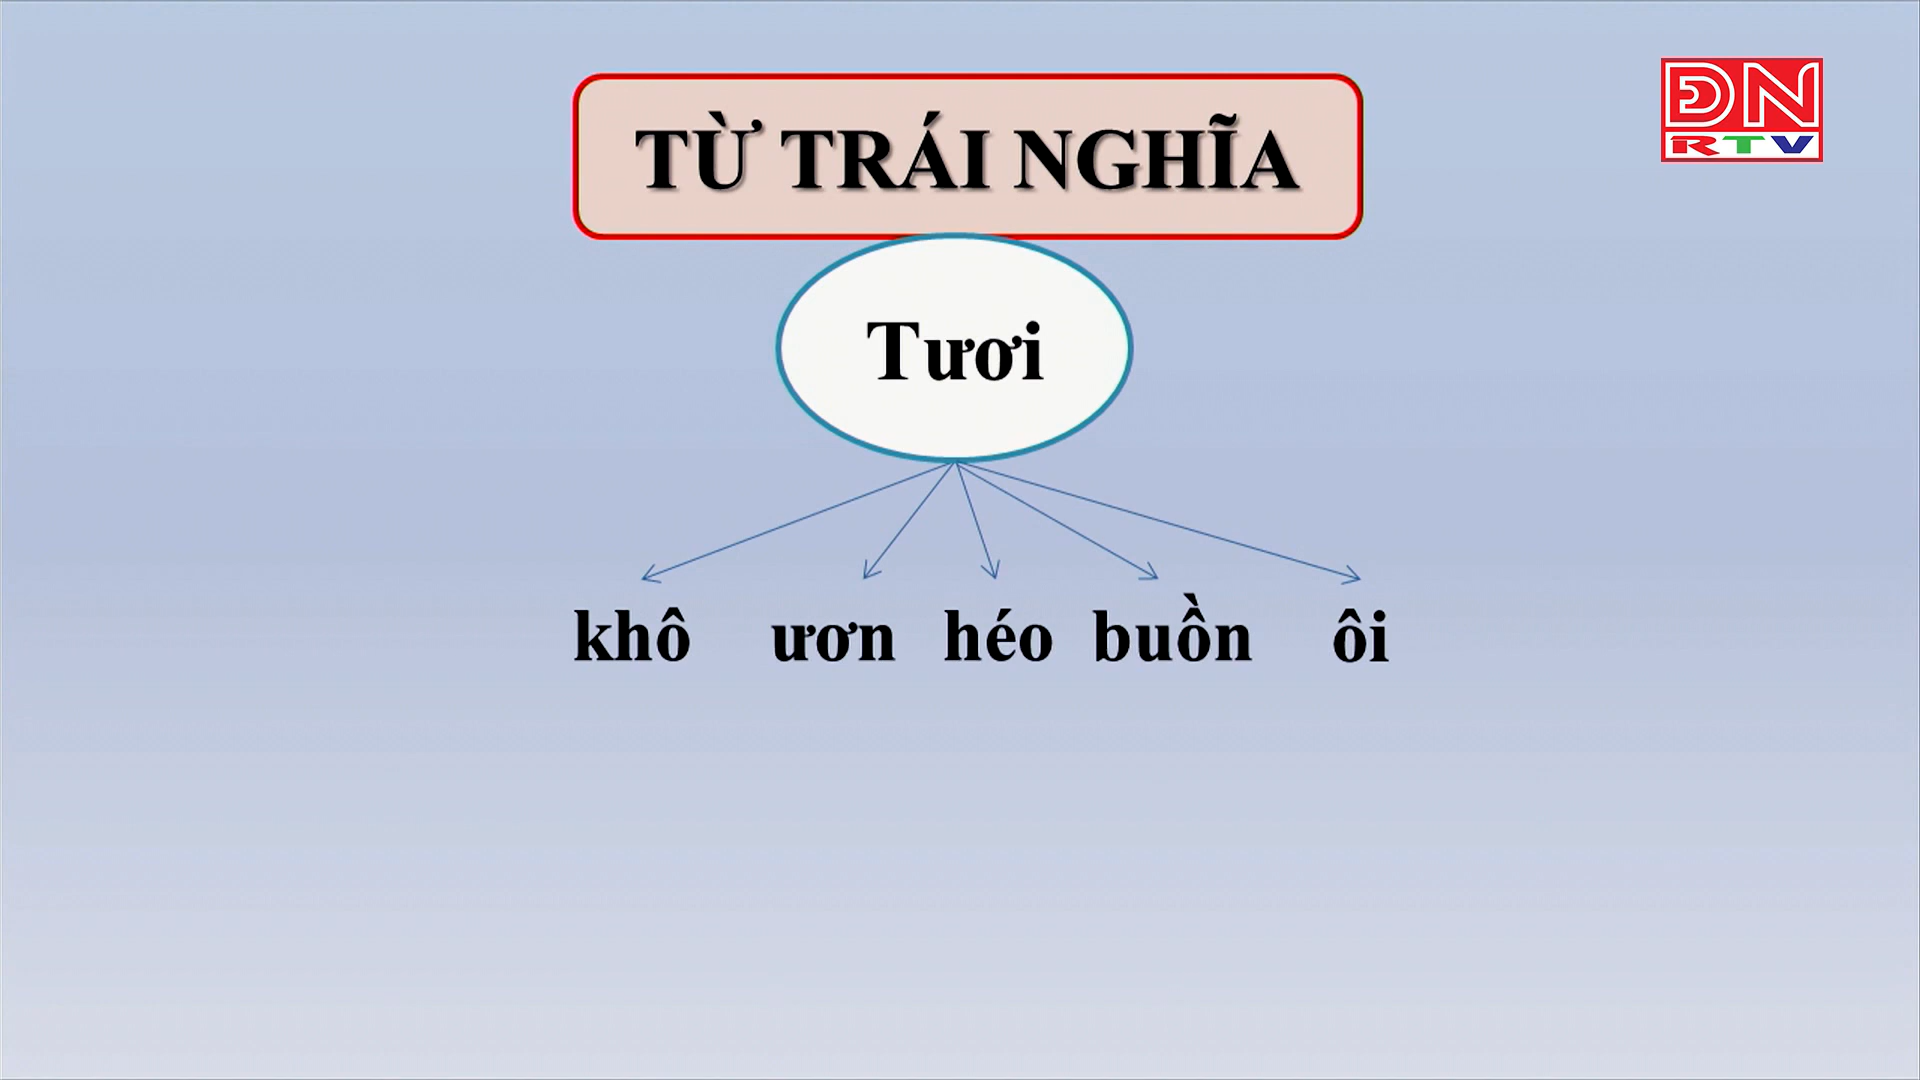 TỪ TRÁI NGHĨA
ĐN
RTV
Tươi
khô ươn héo buồn ôi